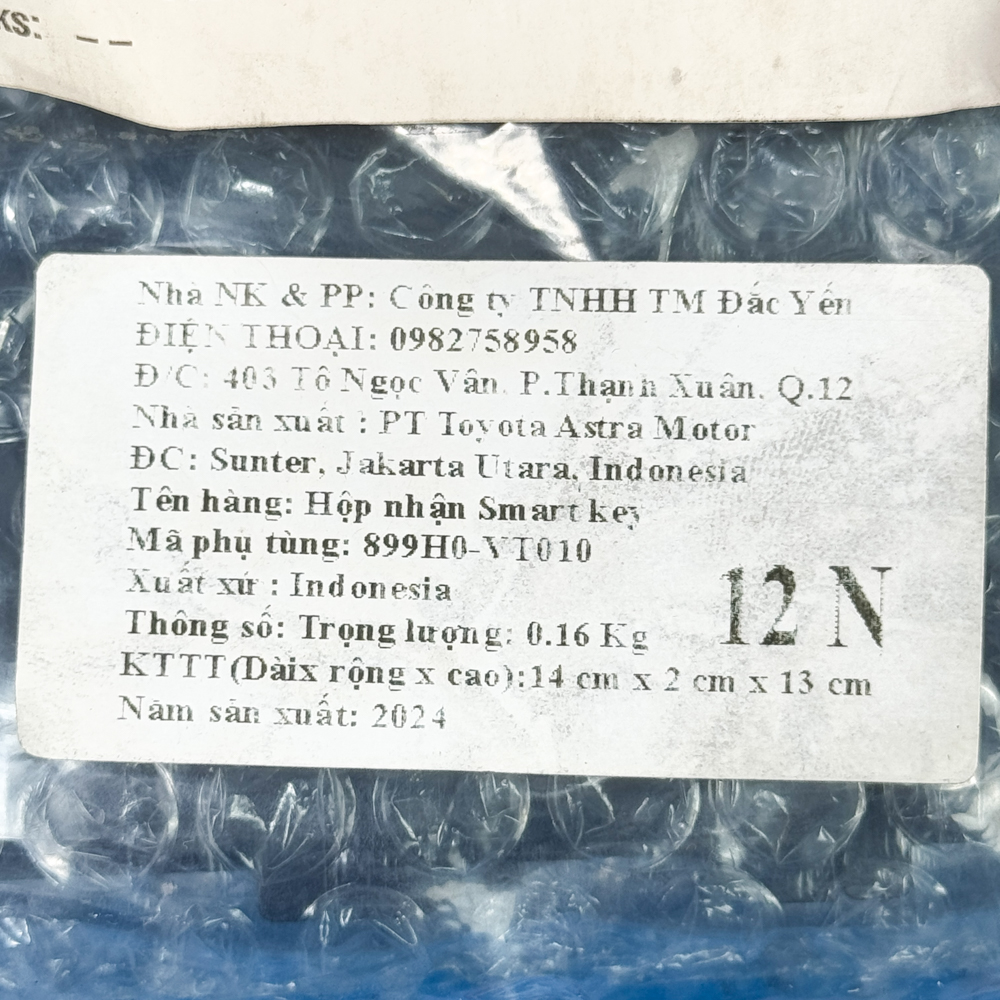 KS: _ _
Nhà NK & PP: Công ty TNHH TM Đắc Yến
ĐIỆN THOẠI: 0982758958
Đ/C: 403 Tô Ngọc Vân. P.Thạnh Xuân. Q.12
Nhà sản xuất : PT Toyota Astra Motor
ĐC: Sunter, Jakarta Utara, Indonesia
Tên hàng: Hộp nhận Smart key
Mã phụ tùng: 899H0-VT010
Xuất xứ : Indonesia
12 N
Thông số: Trọng lượng: 0.16 Kg
KTTT(Dàix rộng x cao):14 cm x 2 cm x 13 cm
Năm sản xuất: 2024